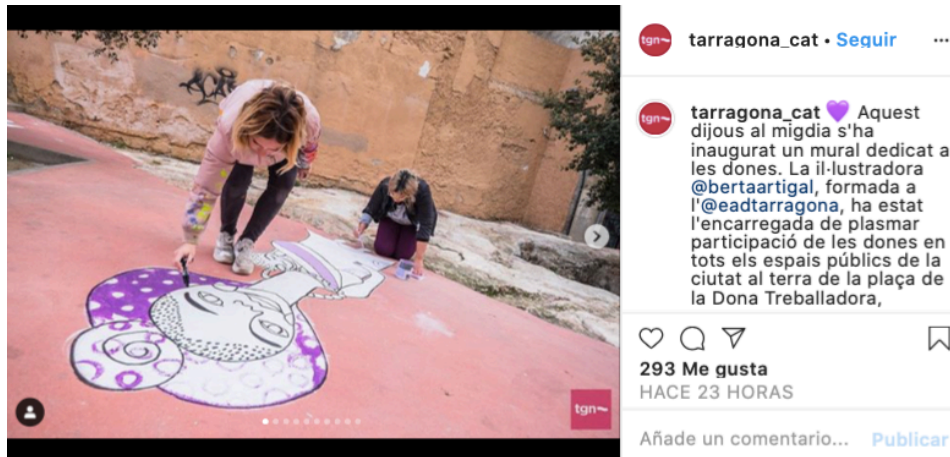 tgn~
tarragona_cat • Seguir
...
tgn~
tarragona_cat 💜 Aquest
dijous al migdia s'ha
inaugurat un mural dedicat a
les dones. La il·lustradora
@bertaartigal, formada a
l'@eadtarragona, ha estat
l'encarregada de plasmar
participació de les dones en
tots els espais públics de la
ciutat al terra de la plaça de
la Dona Treballadora,
293 Me gusta
HACE 23 HORAS
Añade un comentario... Publicar
tgn~